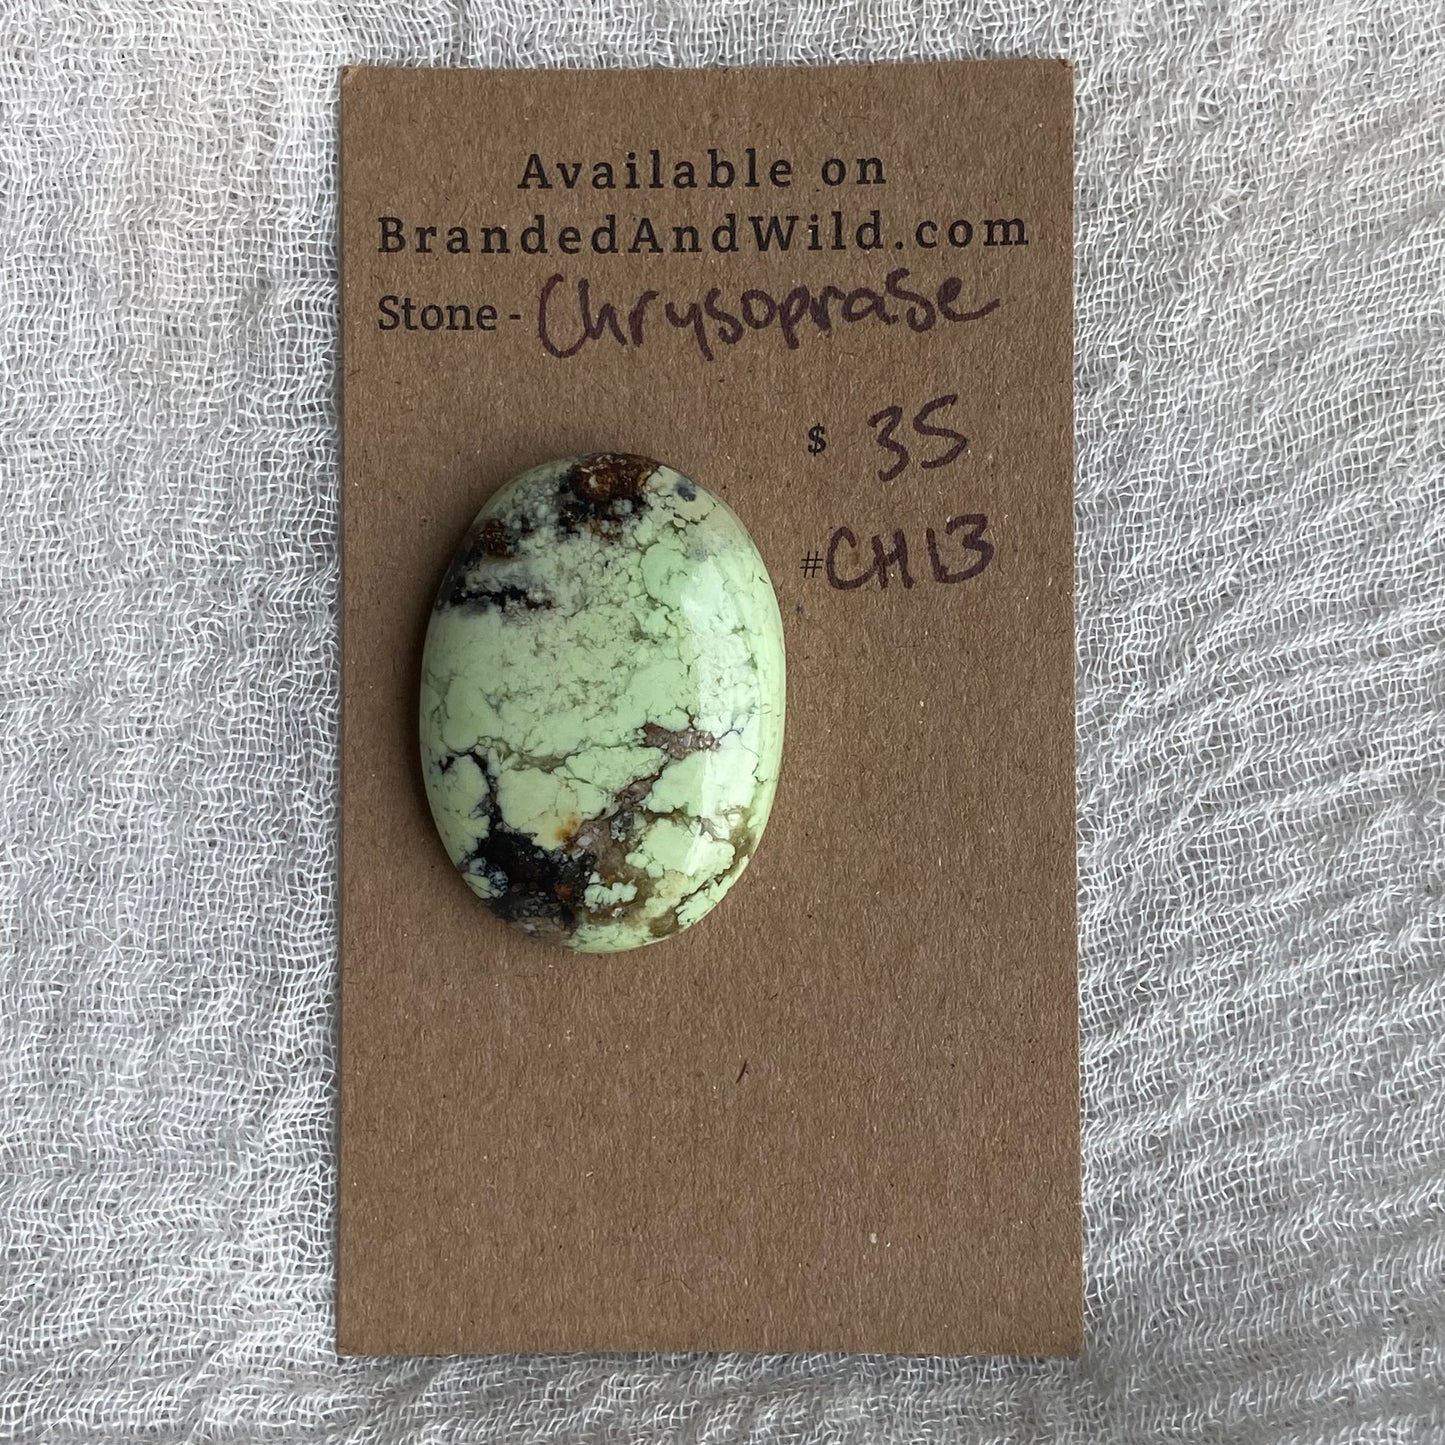 Available on
BrandedAndWild.com
Stone - Chrysoprase
$ 35
#CH13